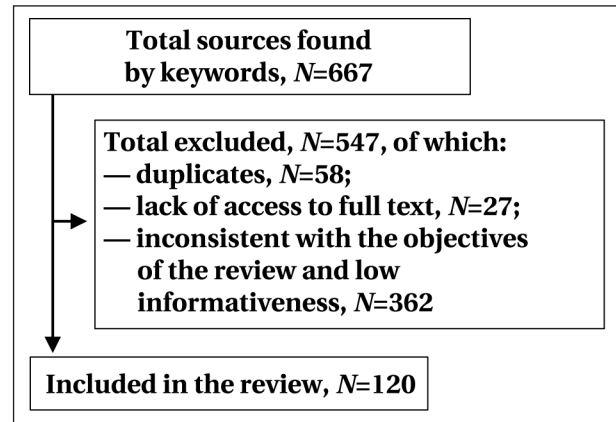 Total sources found
by keywords, N=667
Total excluded, N=547, of which:
— duplicates, N=58;
— lack of access to full text, N=27;
— inconsistent with the objectives
of the review and low
informativeness, N=362
Included in the review, N=120